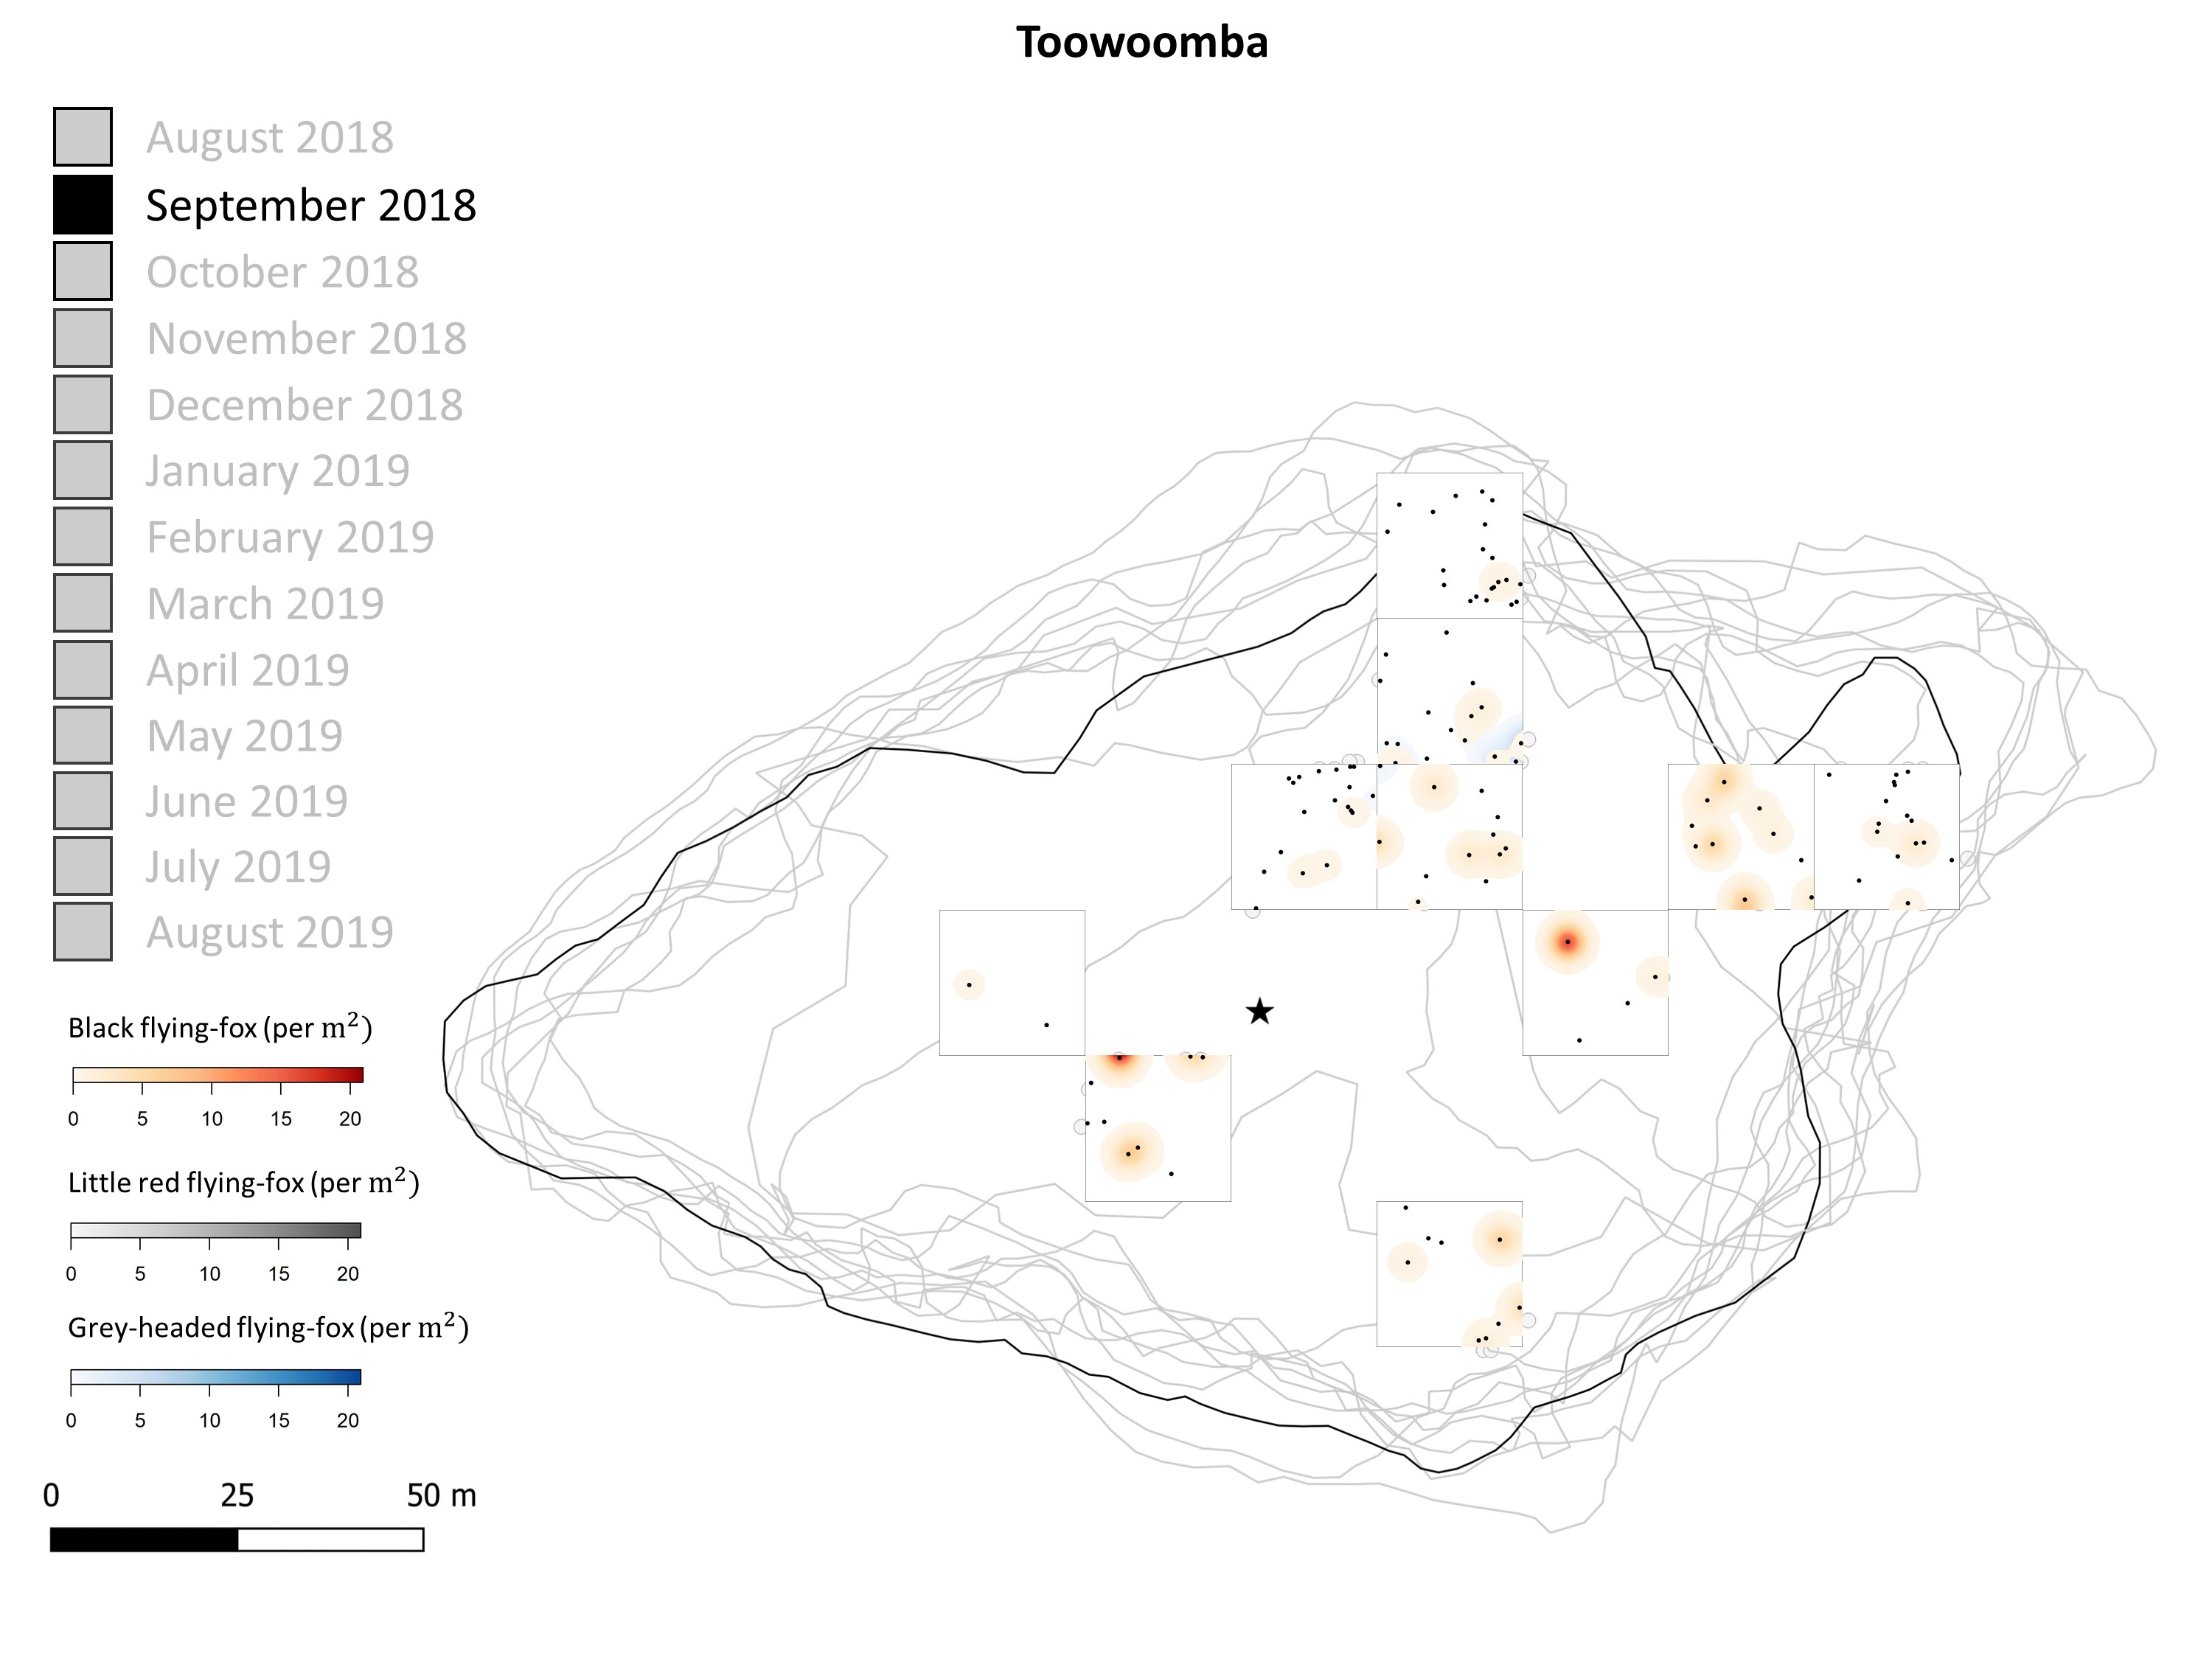 Toowoomba
August 2018
September 2018
October 2018
November 2018
December 2018
January 2019
February 2019
March 2019
April 2019
May 2019
June 2019
July 2019
August 2019
Black flying-fox (per m²)
0 5 10 15 20
Little red flying-fox (per m²)
0 5 10 15 20
Grey-headed flying-fox (per m²)
0 5 10 15 20
0 25 50 m